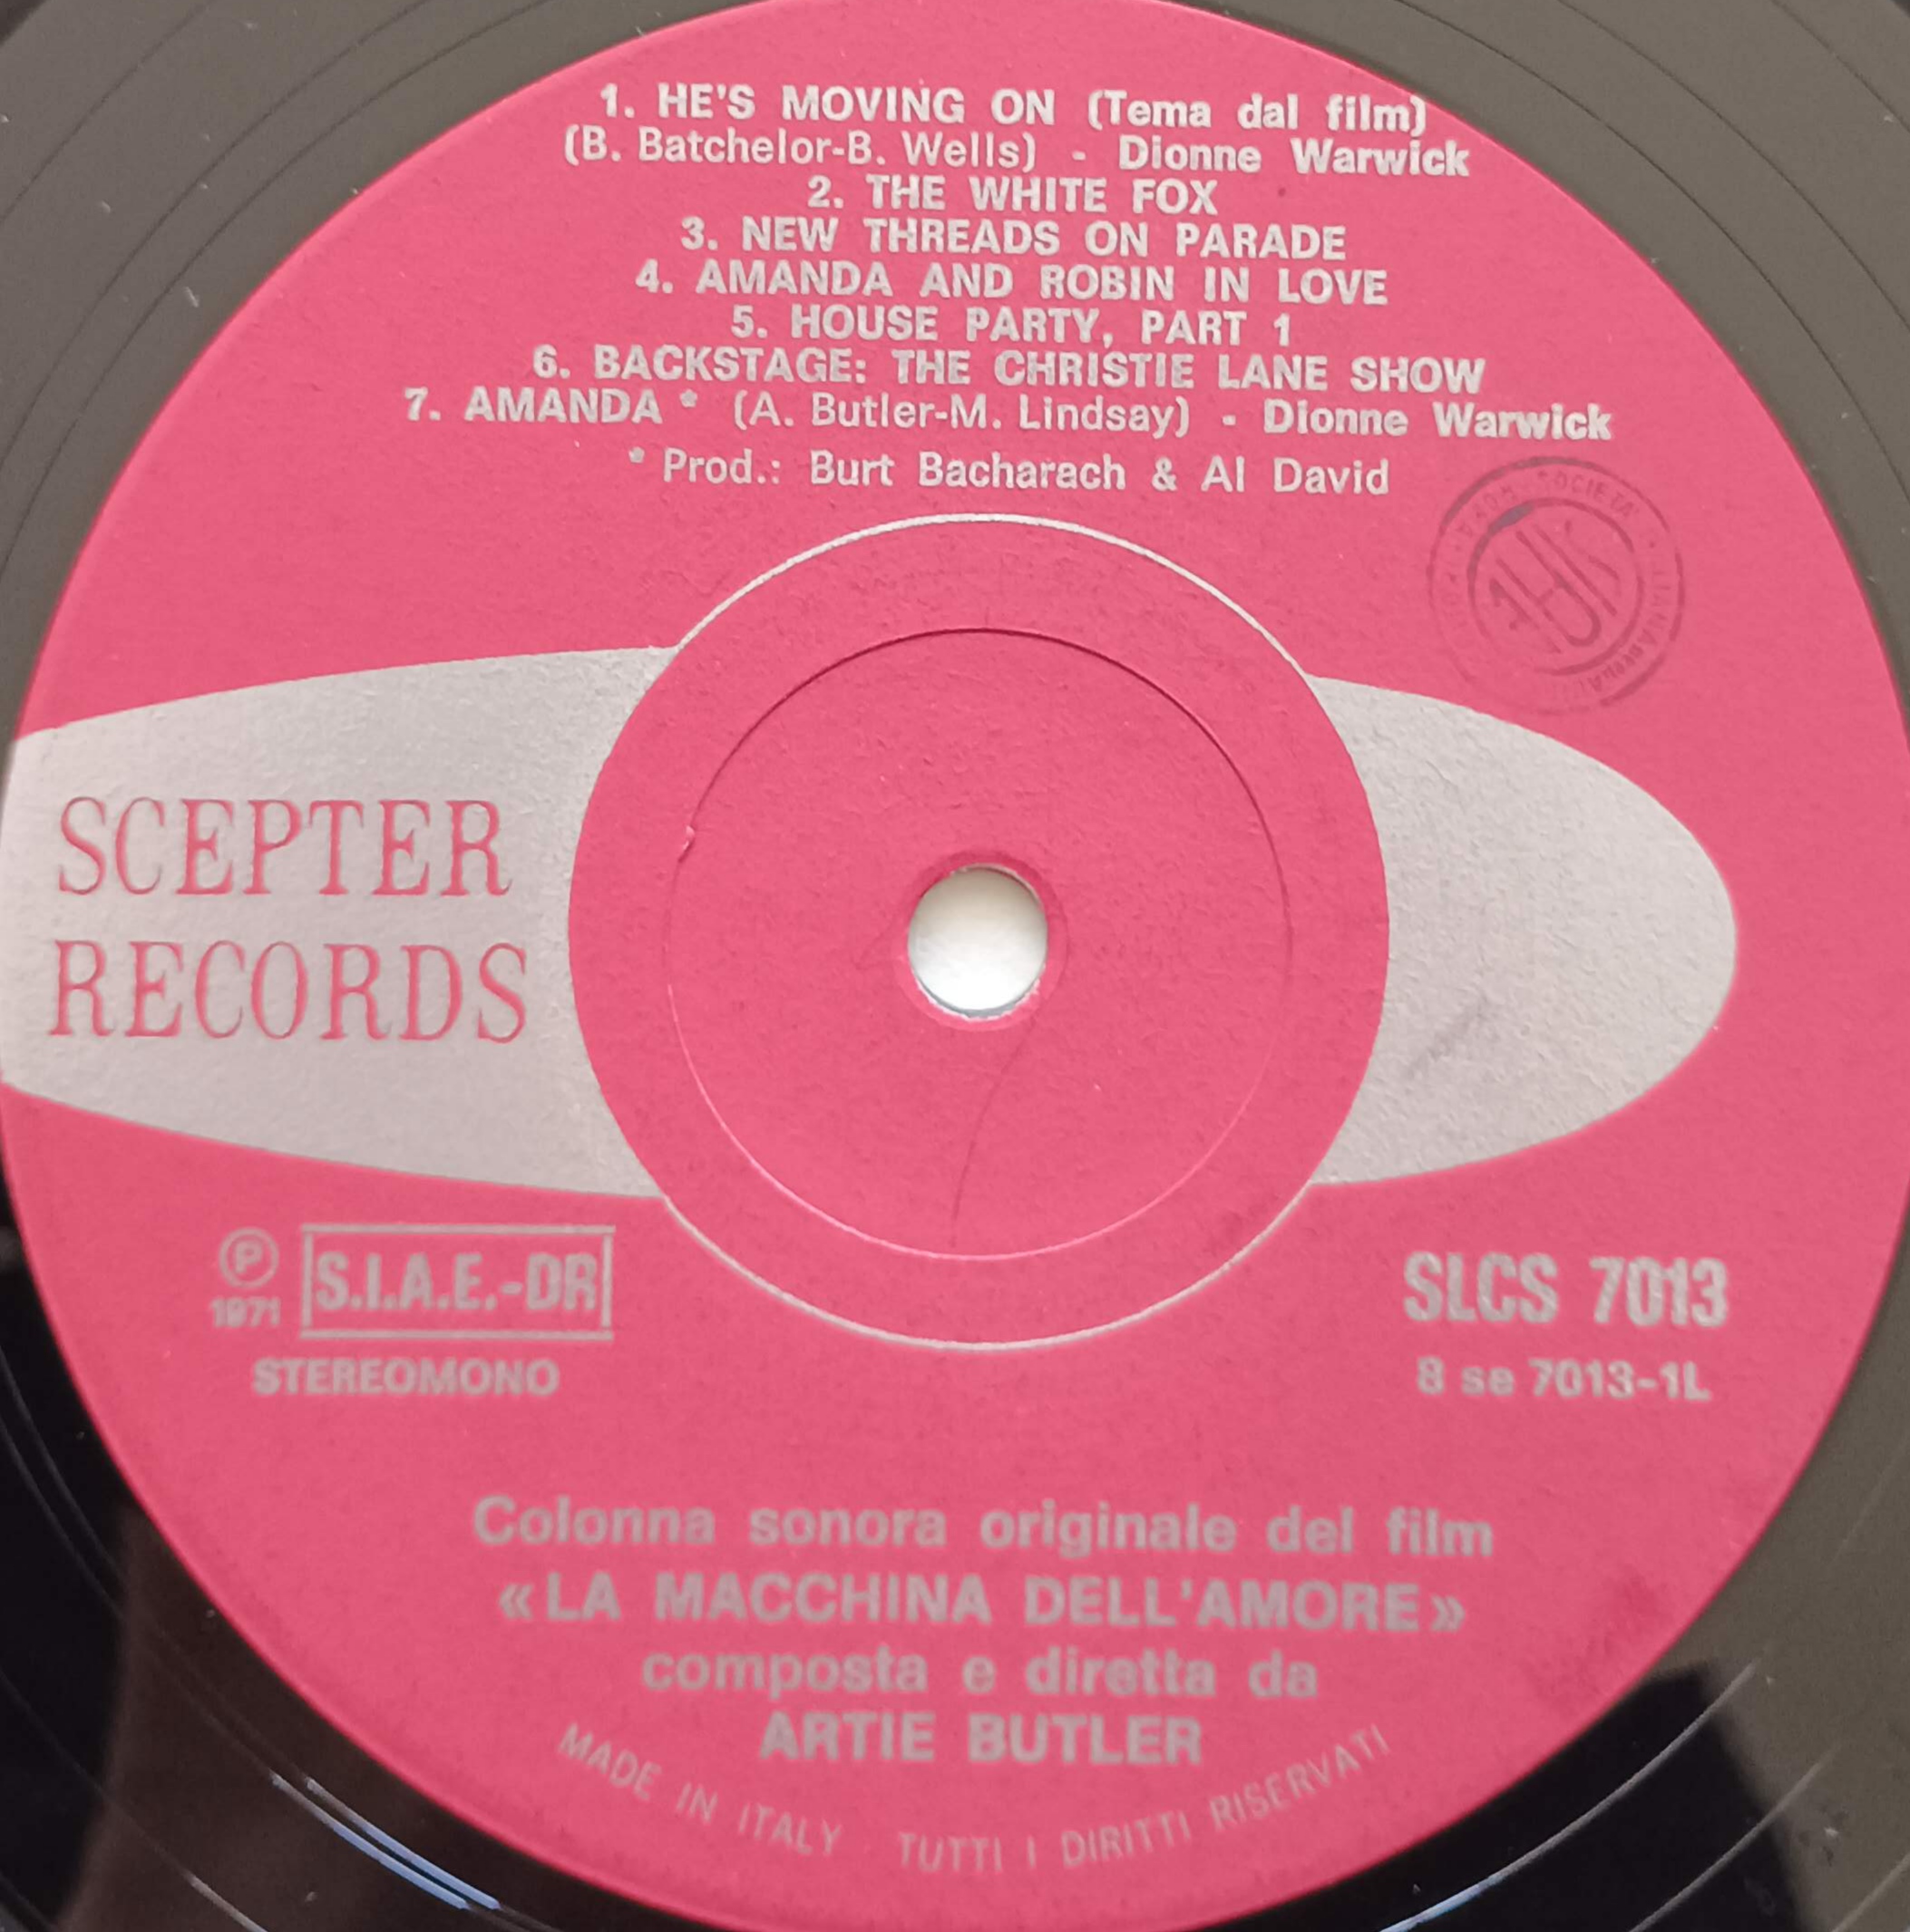 1. HE'S MOVING ON (Tema dal film)
(B. Batchelor-B. Wells) - Dionne Warwick
2. THE WHITE FOX
3. NEW THREADS ON PARADE
4. AMANDA AND ROBIN IN LOVE
5. HOUSE PARTY, PART 1
6. BACKSTAGE: THE CHRISTIE LANE SHOW
7. AMANDA * (A. Butler-M. Lindsay) - Dionne Warwick
* Prod.: Burt Bacharach & Al David
SOCIETA
SCEPTER
RECORDS
Ⓟ
1971
S.I.A.E.-DR
STEREOMONO
SLCS 7013
8 se 7013-1L
Colonna sonora originale del film
«LA MACCHINA DELL'AMORE»
composta e diretta da
ARTIE BUTLER
MADE IN ITALY · TUTTI I DIRITTI RISERVATI